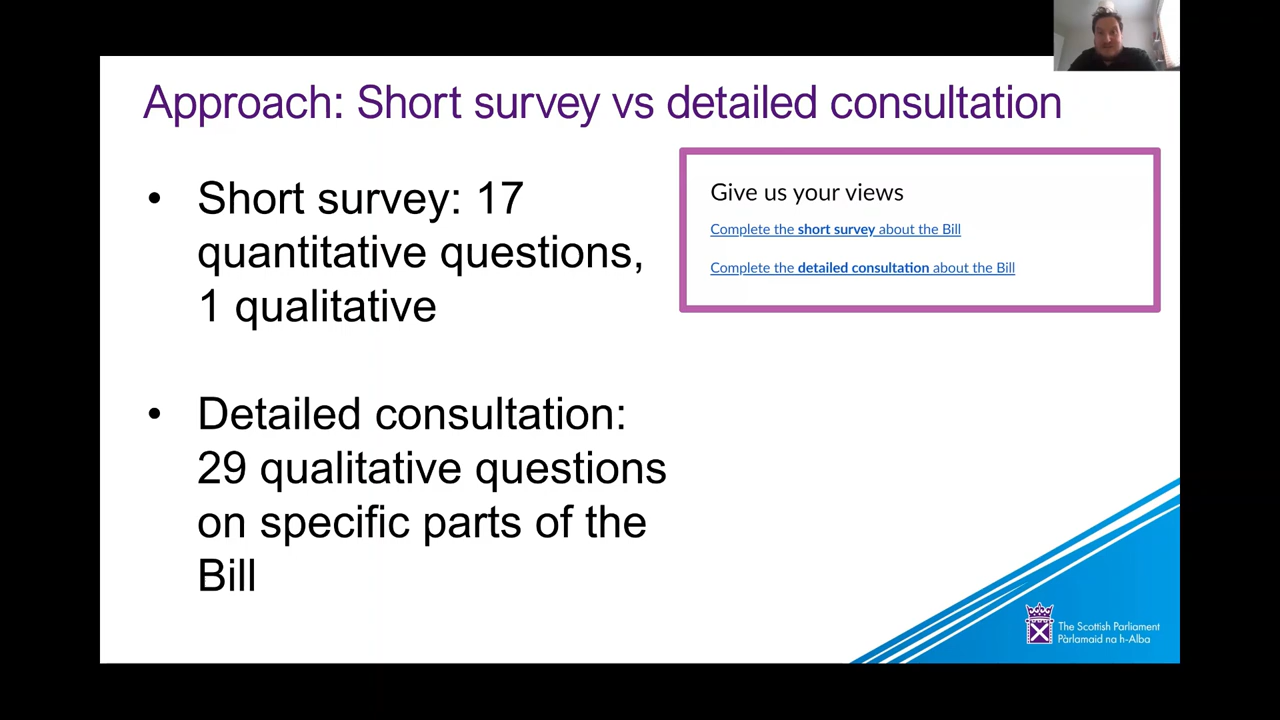 Approach: Short survey vs detailed consultation
• Short survey: 17
quantitative questions,
1 qualitative
• Detailed consultation:
29 qualitative questions
on specific parts of the
Bill
Give us your views
Complete the short survey about the Bill
Complete the detailed consultation about the Bill
The Scottish Parliament
Pàrlamaid na h-Alba